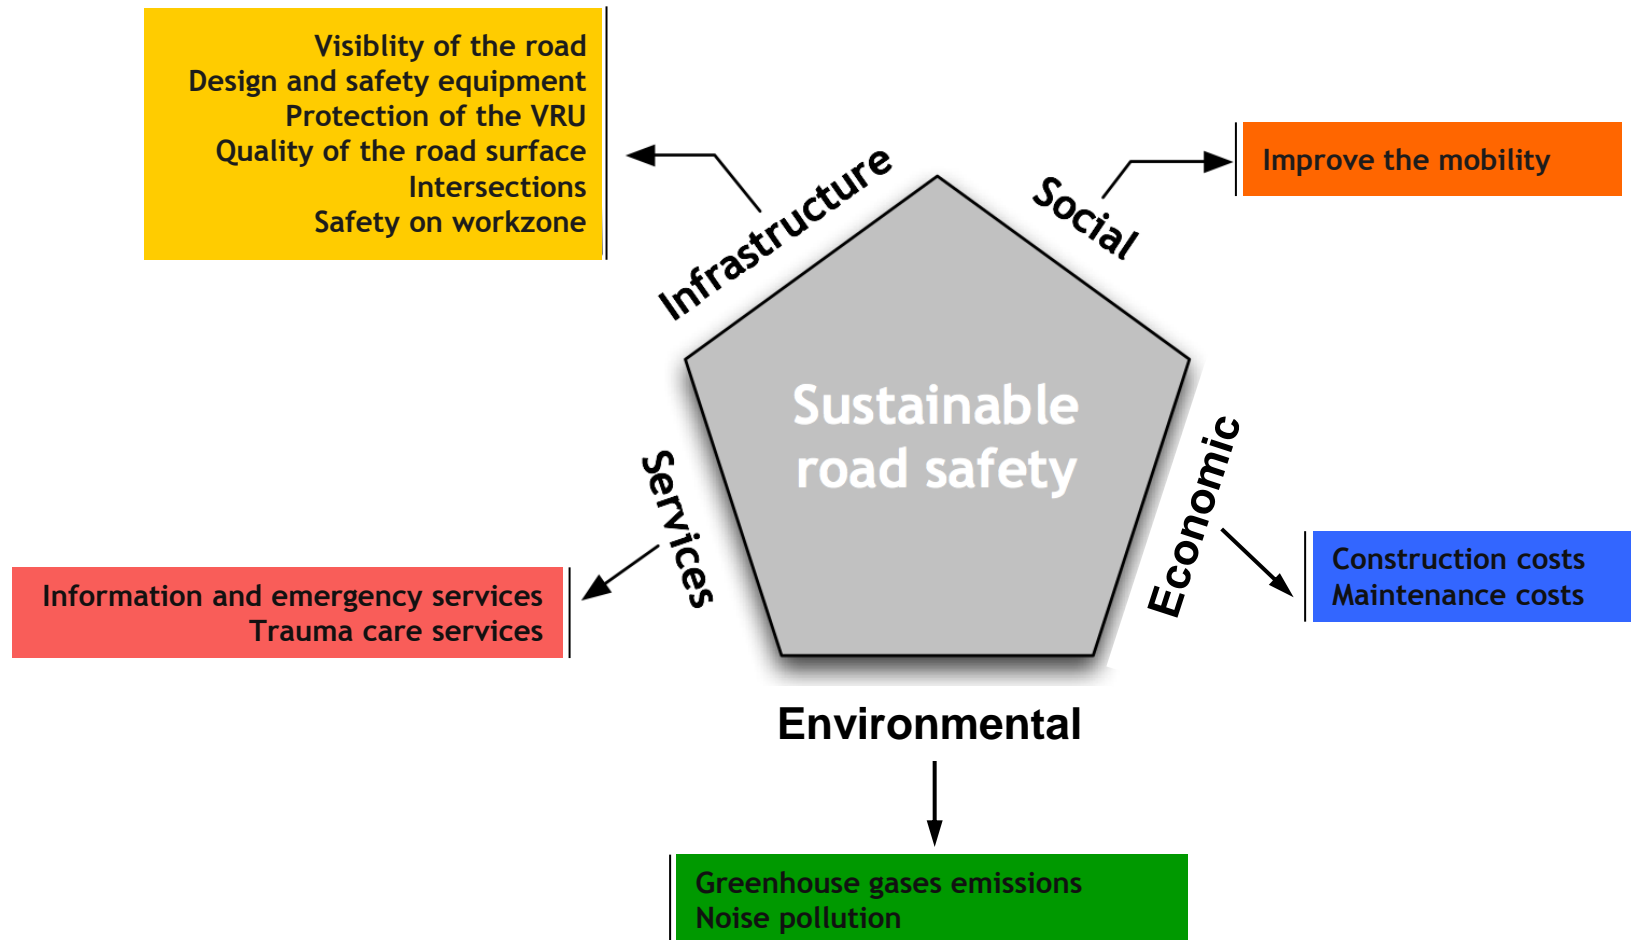 Visiblity of the road
Design and safety equipment
Protection of the VRU
Quality of the road surface
Intersections
Safety on workzone
Infrastructure
Social
Improve the mobility
Sustainable
road safety
Services
Economic
Information and emergency services
Trauma care services
Construction costs
Maintenance costs
Environmental
Greenhouse gases emissions
Noise pollution